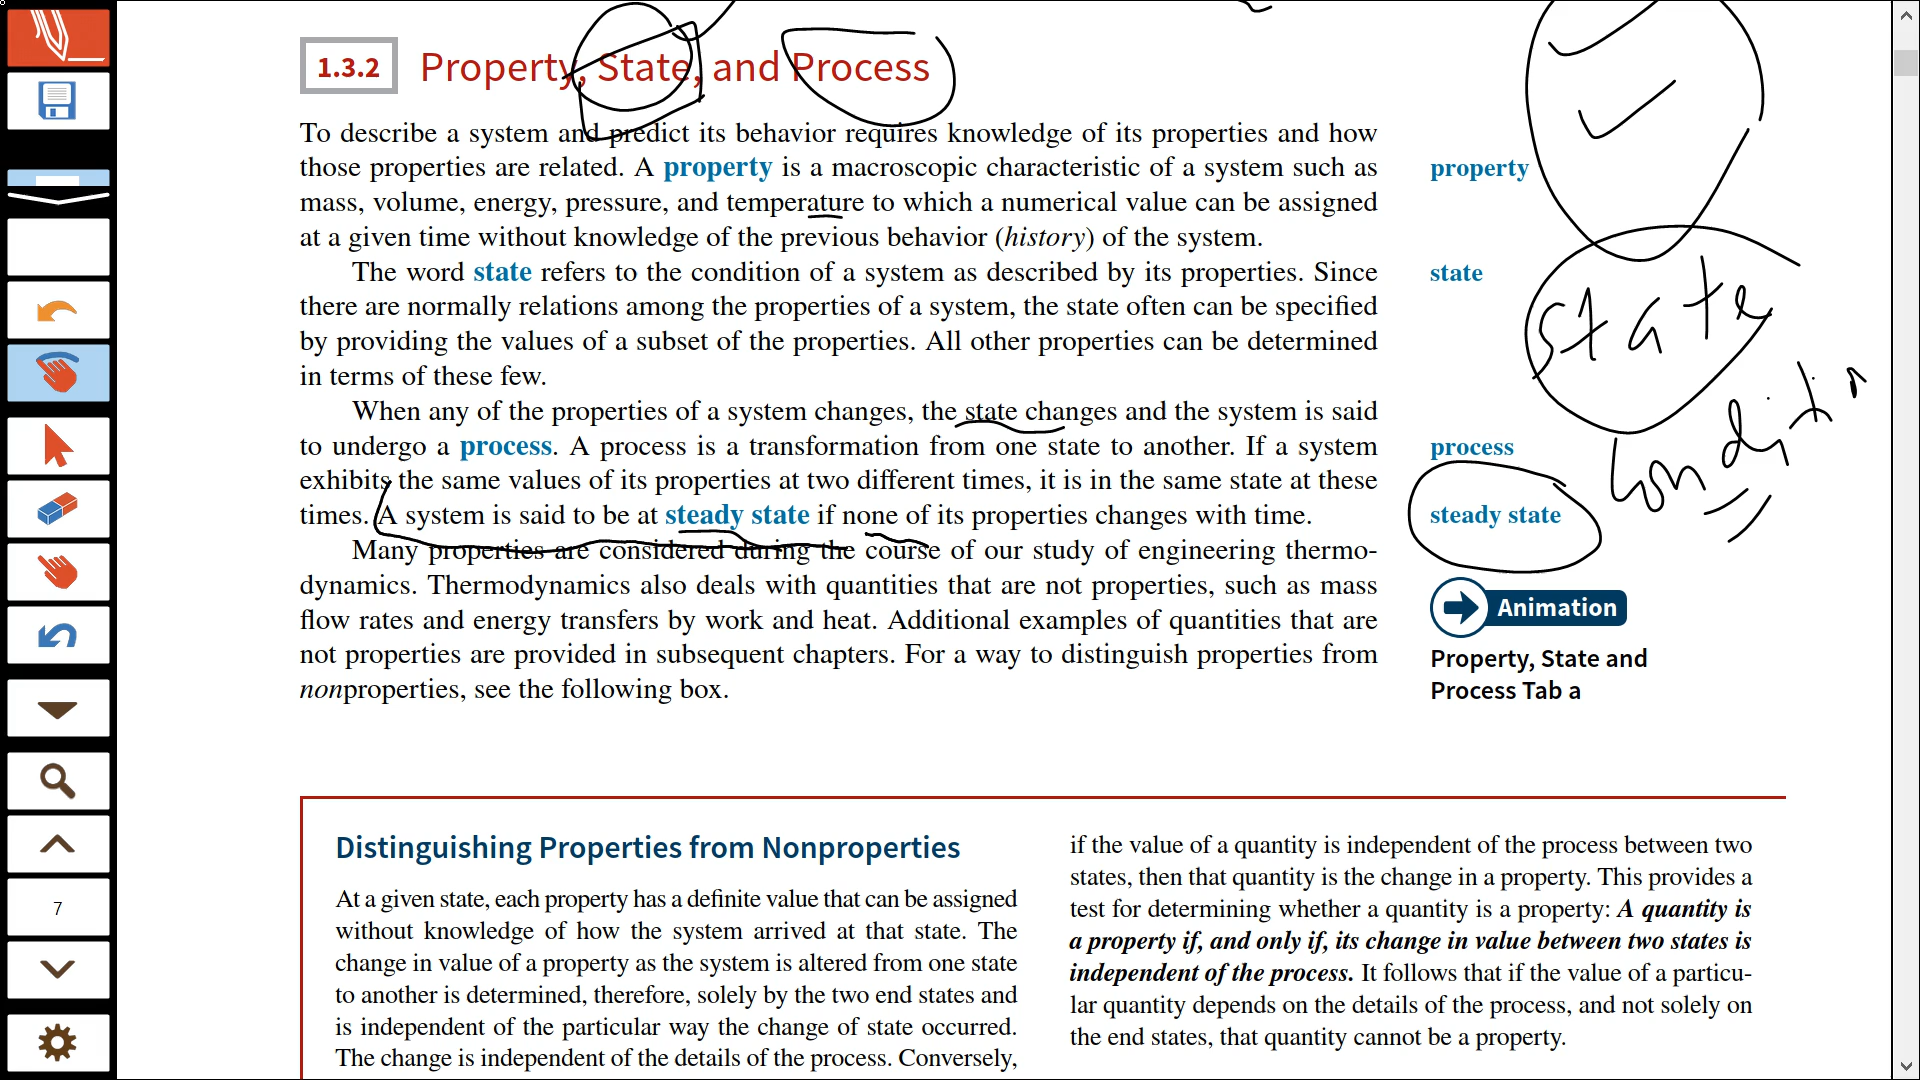 1.3.2 Property, State, and Process
To describe a system and predict its behavior requires knowledge of its properties and how
those properties are related. A property is a macroscopic characteristic of a system such as
mass, volume, energy, pressure, and temperature to which a numerical value can be assigned
at a given time without knowledge of the previous behavior (history) of the system.
The word state refers to the condition of a system as described by its properties. Since
there are normally relations among the properties of a system, the state often can be specified
by providing the values of a subset of the properties. All other properties can be determined
in terms of these few.
When any of the properties of a system changes, the state changes and the system is said
to undergo a process. A process is a transformation from one state to another. If a system
exhibits the same values of its properties at two different times, it is in the same state at these
times. A system is said to be at steady state if none of its properties changes with time.
Many properties are considered during the course of our study of engineering thermo-
dynamics. Thermodynamics also deals with quantities that are not properties, such as mass
flow rates and energy transfers by work and heat. Additional examples of quantities that are
not properties are provided in subsequent chapters. For a way to distinguish properties from
nonproperties, see the following box.
property
state
state
process
steady state
Animation
Property, State and
Process Tab a
Distinguishing Properties from Nonproperties
At a given state, each property has a definite value that can be assigned
without knowledge of how the system arrived at that state. The
change in value of a property as the system is altered from one state
to another is determined, therefore, solely by the two end states and
is independent of the particular way the change of state occurred.
The change is independent of the details of the process. Conversely,
if the value of a quantity is independent of the process between two
states, then that quantity is the change in a property. This provides a
test for determining whether a quantity is a property: A quantity is
a property if, and only if, its change in value between two states is
independent of the process. It follows that if the value of a particu-
lar quantity depends on the details of the process, and not solely on
the end states, that quantity cannot be a property.
7